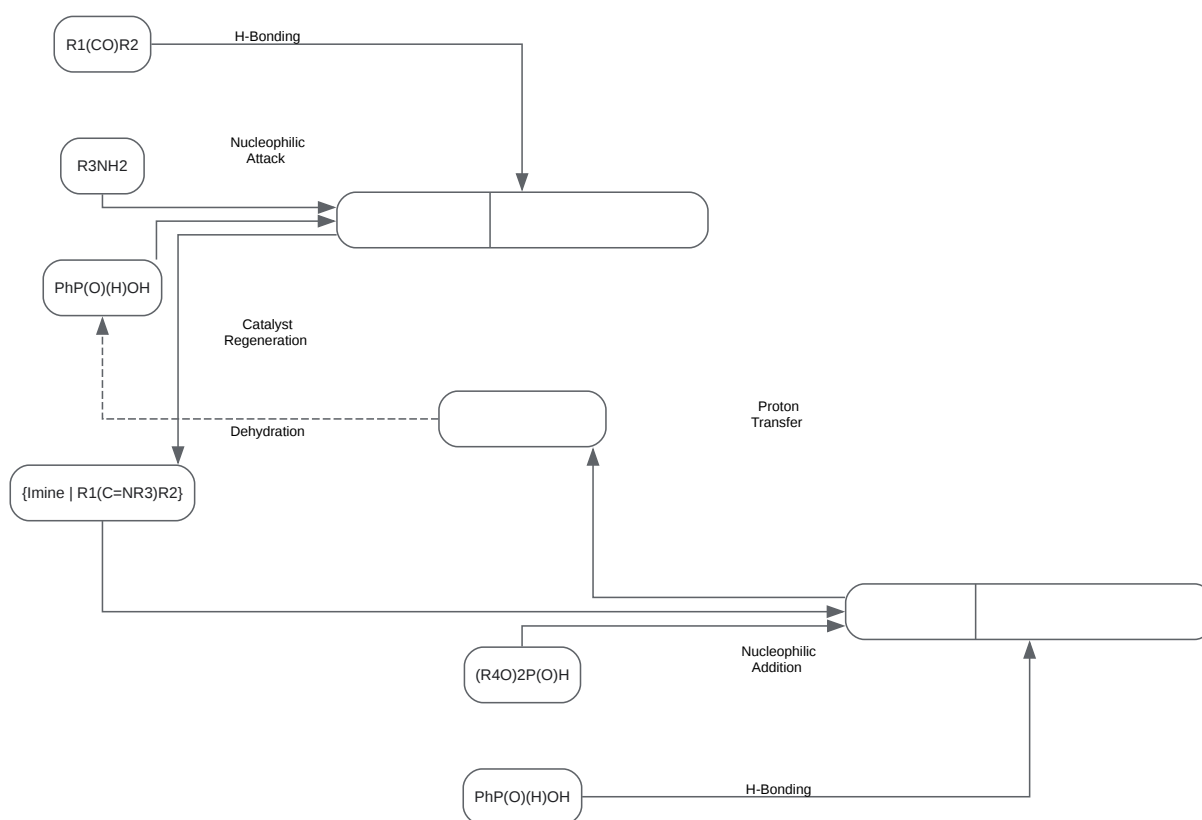 R1(CO)R2
H-Bonding
Nucleophilic
Attack
R3NH2
PhP(O)(H)OH
Catalyst
Regeneration
Proton
Transfer
Dehydration
{Imine | R1(C=NR3)R2}
Nucleophilic
Addition
(R4O)2P(O)H
H-Bonding
PhP(O)(H)OH